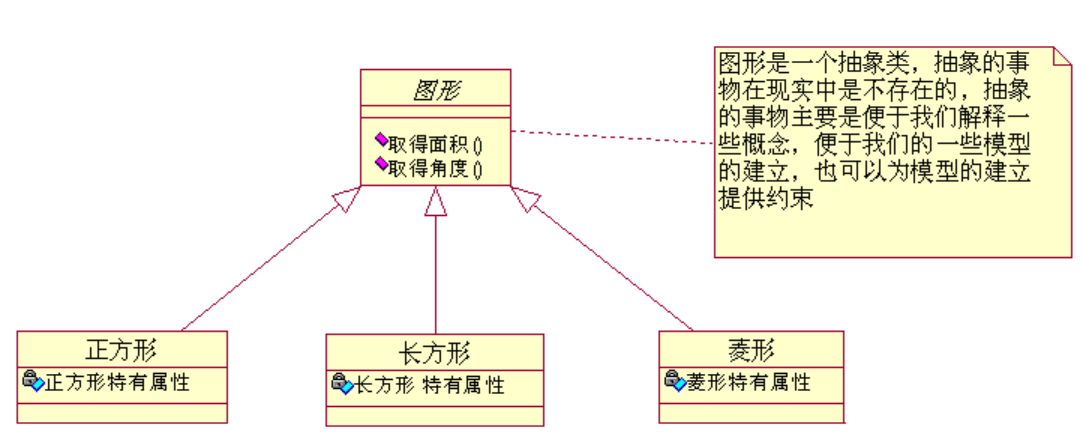 图形
取得面积()
取得角度()
图形是一个抽象类，抽象的事
物在现实中是不存在的，抽象
的事物主要是便于我们解释一
些概念，便于我们的一些模型
的建立，也可以为模型的建立
提供约束
正方形
正方形特有属性
长方形
长方形 特有属性
菱形
菱形特有属性